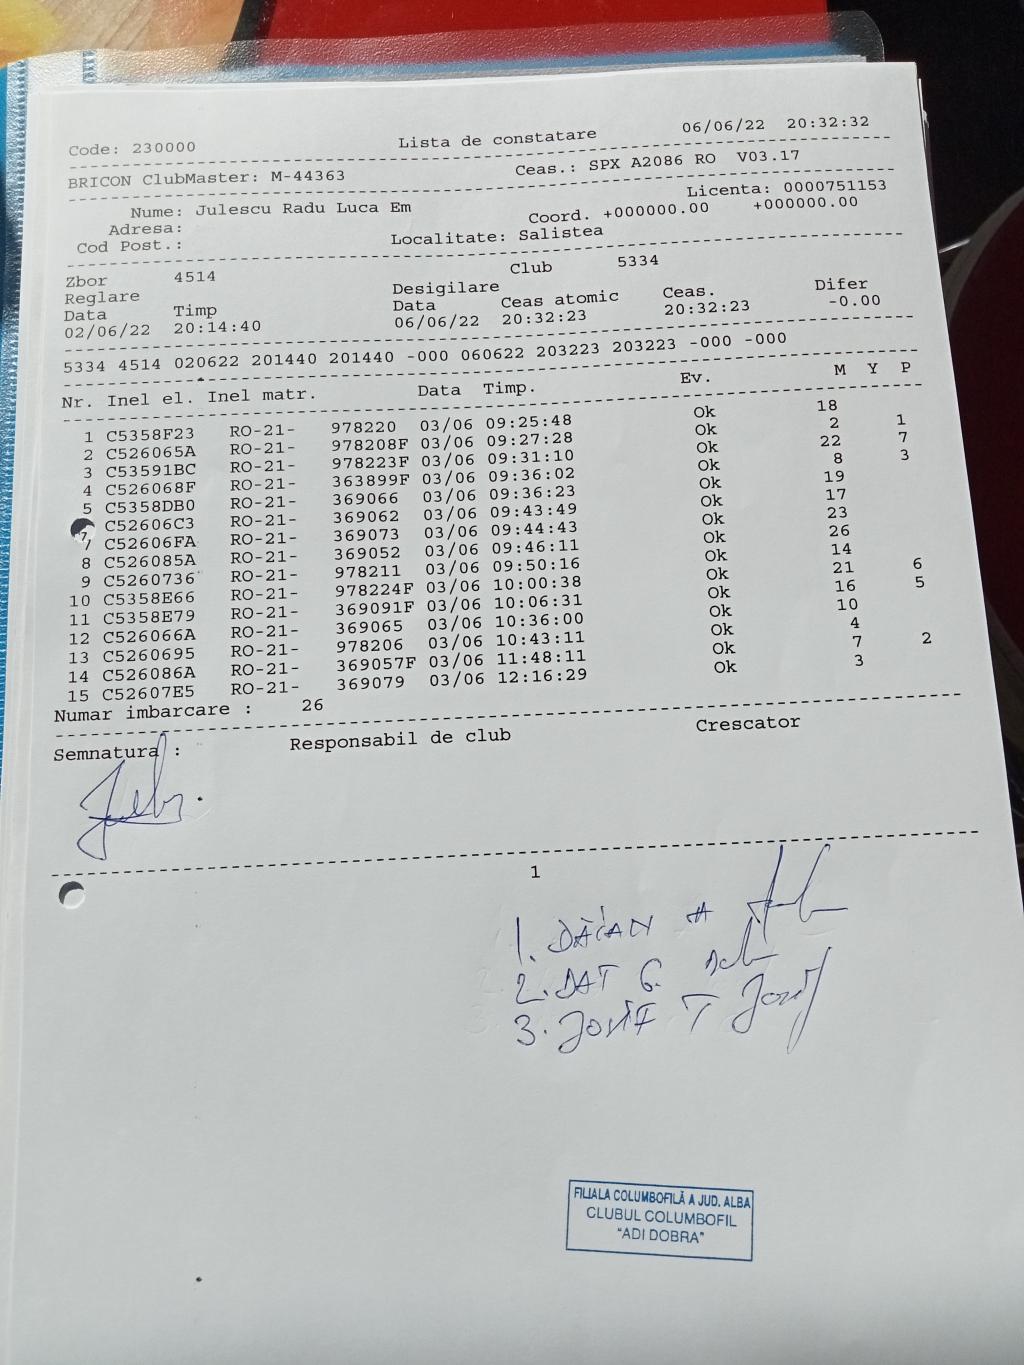 Code: 230000 Lista de constatare 06/06/22 20:32:32
BRICON ClubMaster: M-44363 Ceas.: SPX A2086 RO V03.17
Licenta: 0000751153
Nume: Julescu Radu Luca Em Coord. +000000.00 +000000.00
Adresa:
Cod Post.: Localitate: Salistea
Zbor 4514 Club 5334
Reglare Desigilare
Data Timp Data Ceas atomic Ceas. Difer
02/06/22 20:14:40 06/06/22 20:32:23 20:32:23 -0.00
5334 4514 020622 201440 201440 -000 060622 203223 203223 -000 -000
Nr. Inel el. Inel matr. Data Timp. Ev. M Y P
1 C5358F23 RO-21- 978220 03/06 09:25:48 Ok 18
2 C526065A RO-21- 978208F 03/06 09:27:28 Ok 2 1
3 C53591BC RO-21- 978223F 03/06 09:31:10 Ok 22 7
4 C526068F RO-21- 363899F 03/06 09:36:02 Ok 8 3
5 C5358DB0 RO-21- 369066 03/06 09:36:23 Ok 19
C52606C3 RO-21- 369062 03/06 09:43:49 Ok 17
7 C52606FA RO-21- 369073 03/06 09:44:43 Ok 23
8 C526085A RO-21- 369052 03/06 09:46:11 Ok 26
9 C5260736 RO-21- 978211 03/06 09:50:16 Ok 14
10 C5358E66 RO-21- 978224F 03/06 10:00:38 Ok 21 6
11 C5358E79 RO-21- 369091F 03/06 10:06:31 Ok 16 5
12 C526066A RO-21- 369065 03/06 10:36:00 Ok 10
13 C5260695 RO-21- 978206 03/06 10:43:11 Ok 4
14 C526086A RO-21- 369057F 03/06 11:48:11 Ok 7 2
15 C52607E5 RO-21- 369079 03/06 12:16:29 Ok 3
Numar imbarcare : 26
Semnatura : Responsabil de club Crescator
1
1. DĂIAN A
2. DAT G.
3. JOSIF T
FILIALA COLUMBOFILĂ A JUD. ALBA
CLUBUL COLUMBOFIL
"ADI DOBRA"